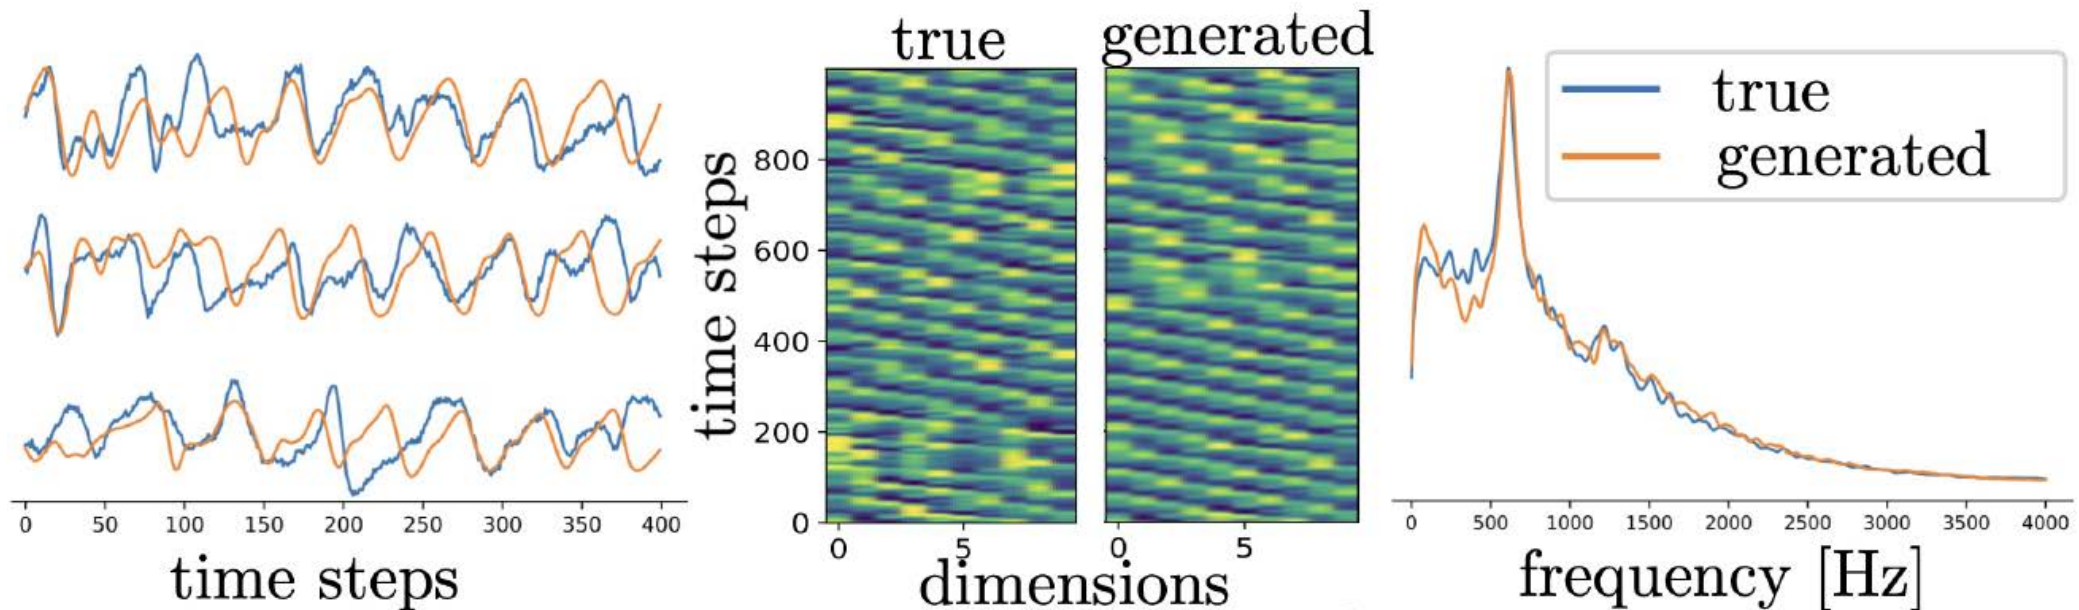 0 50 100 150 200 250 300 350 400
time steps
true generated
time steps
800
600
400
200
0
0 5 0 5
dimensions
true
generated
0 500 1000 1500 2000 2500 3000 3500 4000
frequency [Hz]